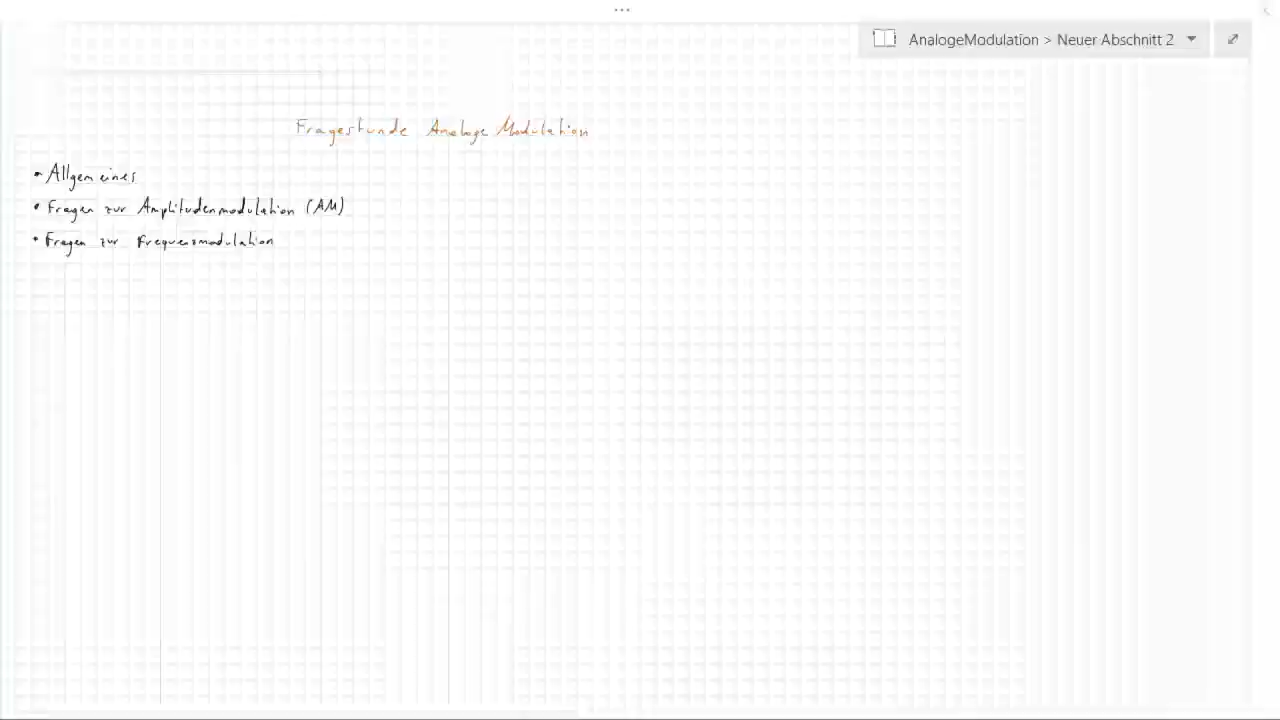 AnalogeModulation > Neuer Abschnitt 2
Fragestunde Analoge Modulation
• Allgemeines
• Fragen zur Amplitudenmodulation (AM)
• Fragen zur Frequenzmodulation